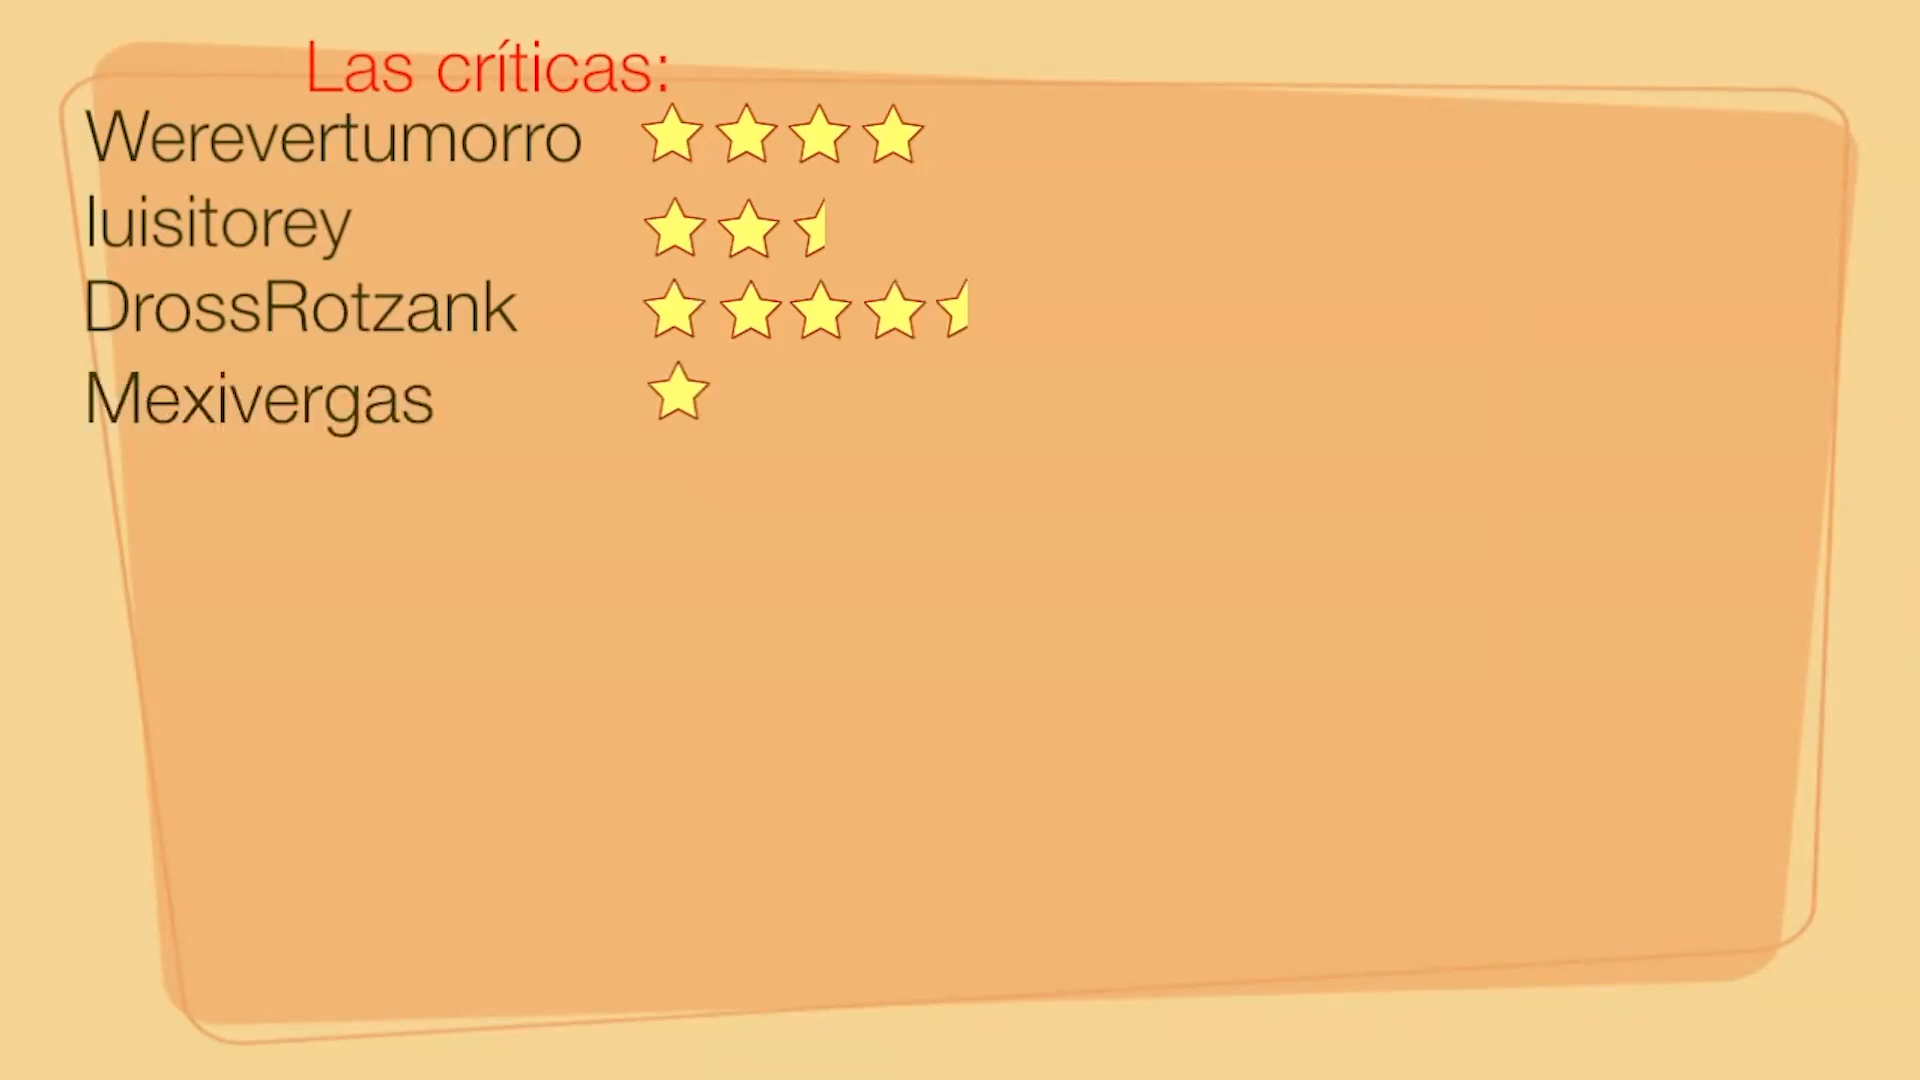 Las críticas:
Werevertumorro
luisitorey
DrossRotzank
Mexivergas